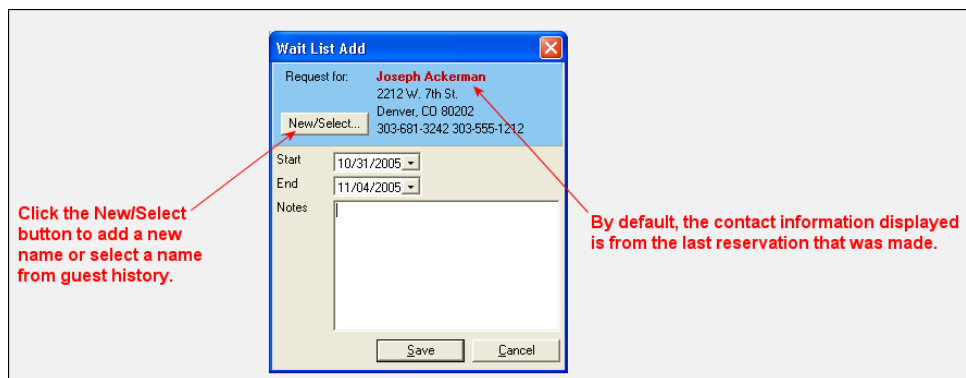 Wait List Add
Request for: Joseph Ackerman
2212 W. 7th St.
Denver, CO 80202
New/Select... 303-681-3242 303-555-1212
Start 10/31/2005
End 11/04/2005
Notes
Click the New/Select
button to add a new
name or select a name
from guest history.
By default, the contact information displayed
is from the last reservation that was made.
Save Cancel